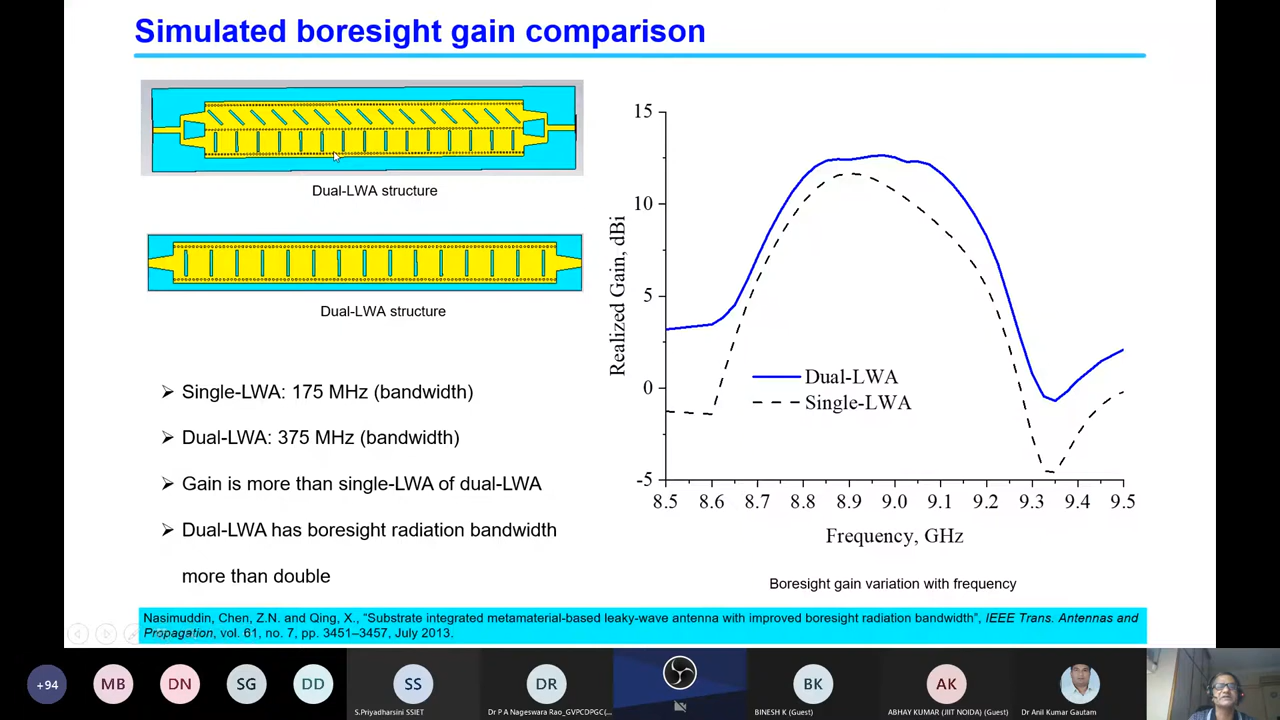 Simulated boresight gain comparison
Dual-LWA structure
Dual-LWA structure
➢ Single-LWA: 175 MHz (bandwidth)
➢ Dual-LWA: 375 MHz (bandwidth)
➢ Gain is more than single-LWA of dual-LWA
➢ Dual-LWA has boresight radiation bandwidth
more than double
15
10
5
0
-5
Realized Gain, dBi
Dual-LWA
Single-LWA
8.5 8.6 8.7 8.8 8.9 9.0 9.1 9.2 9.3 9.4 9.5
Frequency, GHz
Boresight gain variation with frequency
Nasimuddin, Chen, Z.N. and Qing, X., “Substrate integrated metamaterial-based leaky-wave antenna with improved boresight radiation bandwidth”, IEEE Trans. Antennas and
Propagation, vol. 61, no. 7, pp. 3451–3457, July 2013.
+94 MB DN SG DD SS DR BK AK
S.Priyadharsini SSIET Dr P A Nageswara Rao_GVPCDPGC(... BINESH K (Guest) ABHAY KUMAR (JIIT NOIDA) (Guest) Dr Anil Kumar Gautam